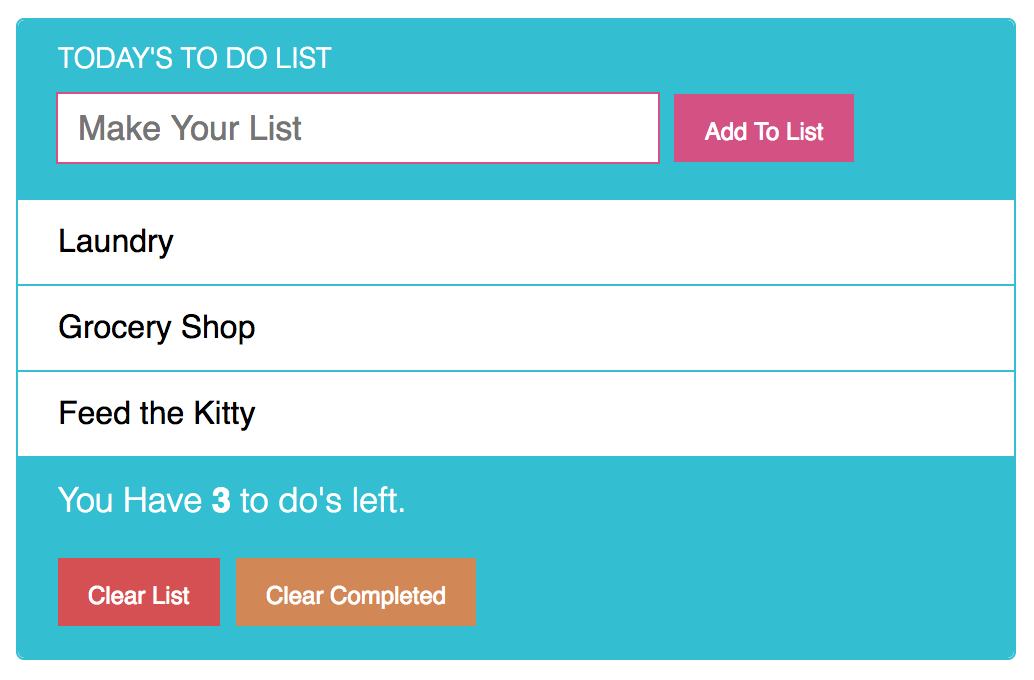 TODAY'S TO DO LIST
Make Your List
Add To List
Laundry
Grocery Shop
Feed the Kitty
You Have 3 to do's left.
Clear List
Clear Completed